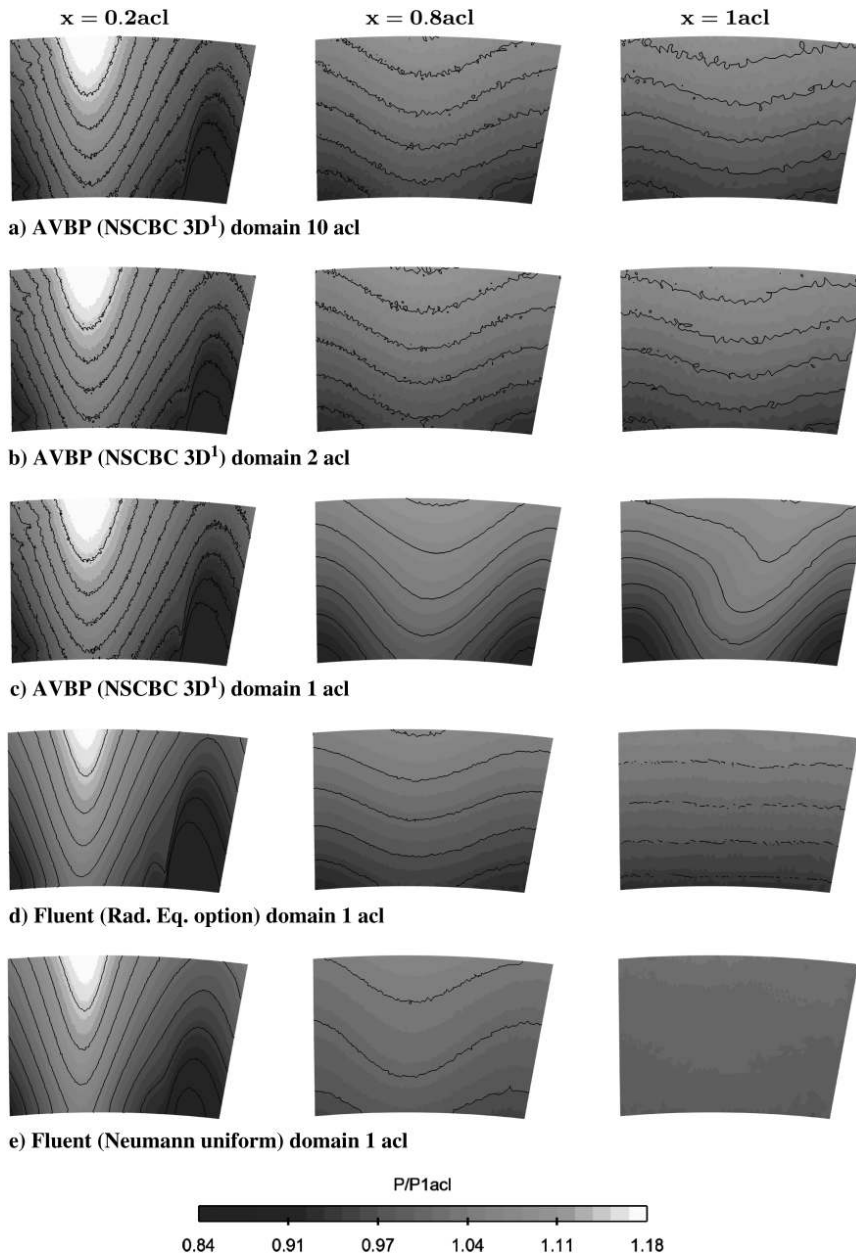 x = 0.2acl x = 0.8acl x = 1acl
a) AVBP (NSCBC 3D¹) domain 10 acl
b) AVBP (NSCBC 3D¹) domain 2 acl
c) AVBP (NSCBC 3D¹) domain 1 acl
d) Fluent (Rad. Eq. option) domain 1 acl
e) Fluent (Neumann uniform) domain 1 acl
P/P1acl
0.84 0.91 0.97 1.04 1.11 1.18